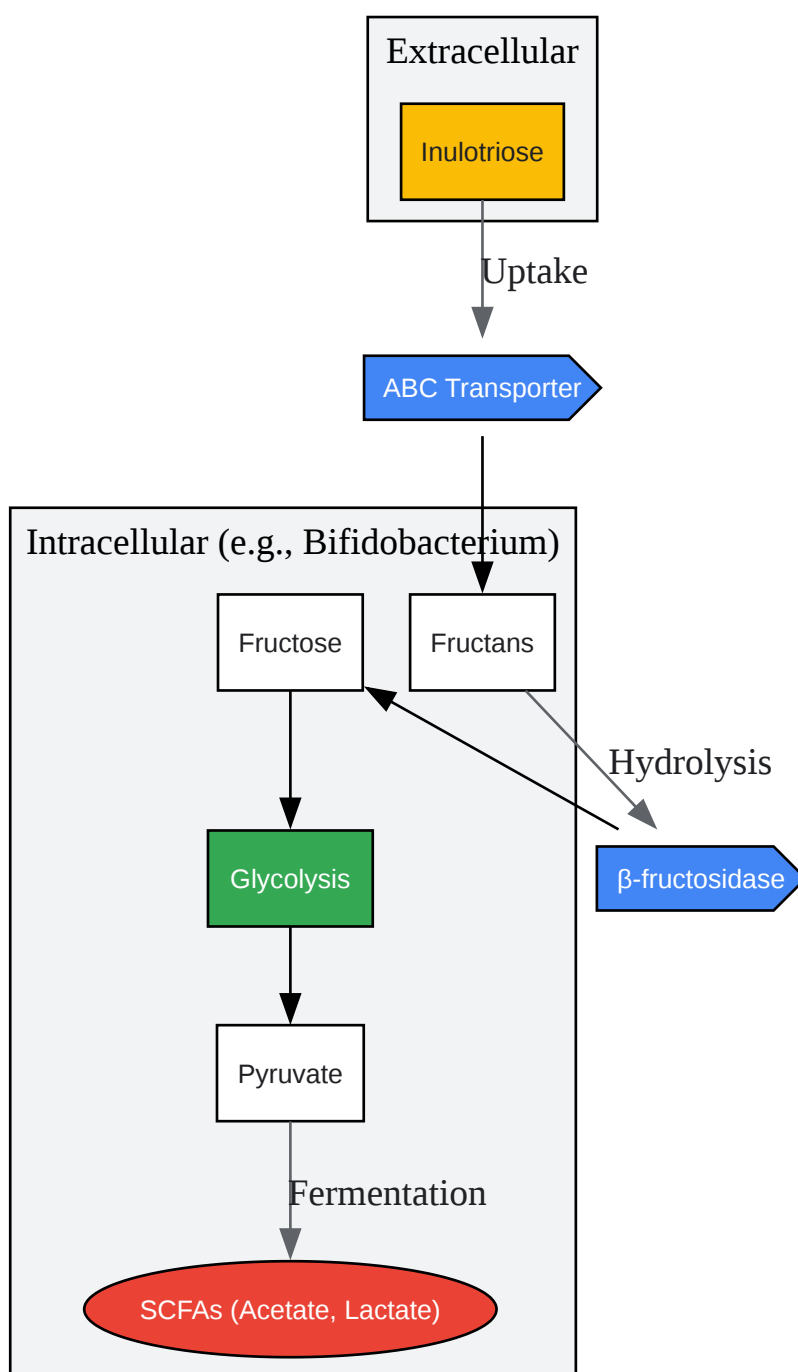 Extracellular
Inulotriose
Uptake
ABC Transporter
Intracellular (e.g., Bifidobacterium)
Fructose
Fructans
Hydrolysis
Glycolysis
β-fructosidase
Pyruvate
Fermentation
SCFAs (Acetate, Lactate)